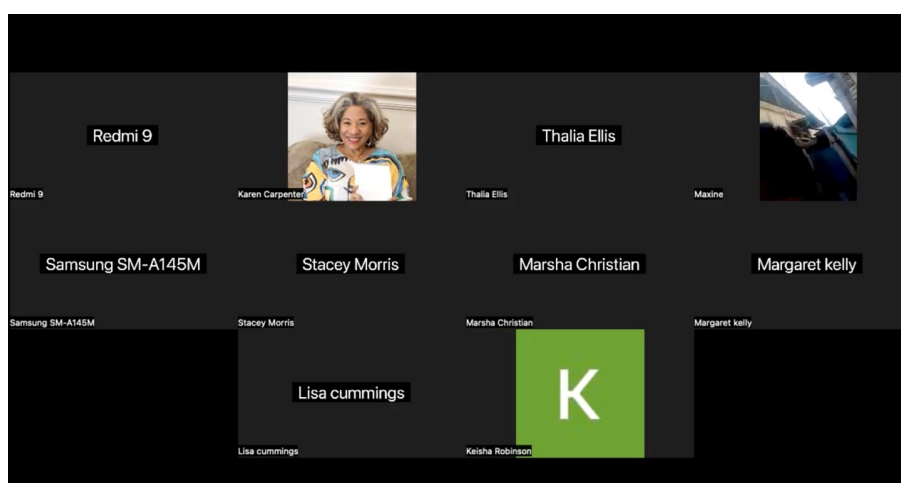 Redmi 9
Redmi 9
Karen Carpenter
Thalia Ellis
Thalia Ellis
Maxine
Samsung SM-A145M
Samsung SM-A145M
Stacey Morris
Stacey Morris
Marsha Christian
Marsha Christian
Margaret kelly
Margaret kelly
Lisa cummings
Lisa cummings
K
Keisha Robinson